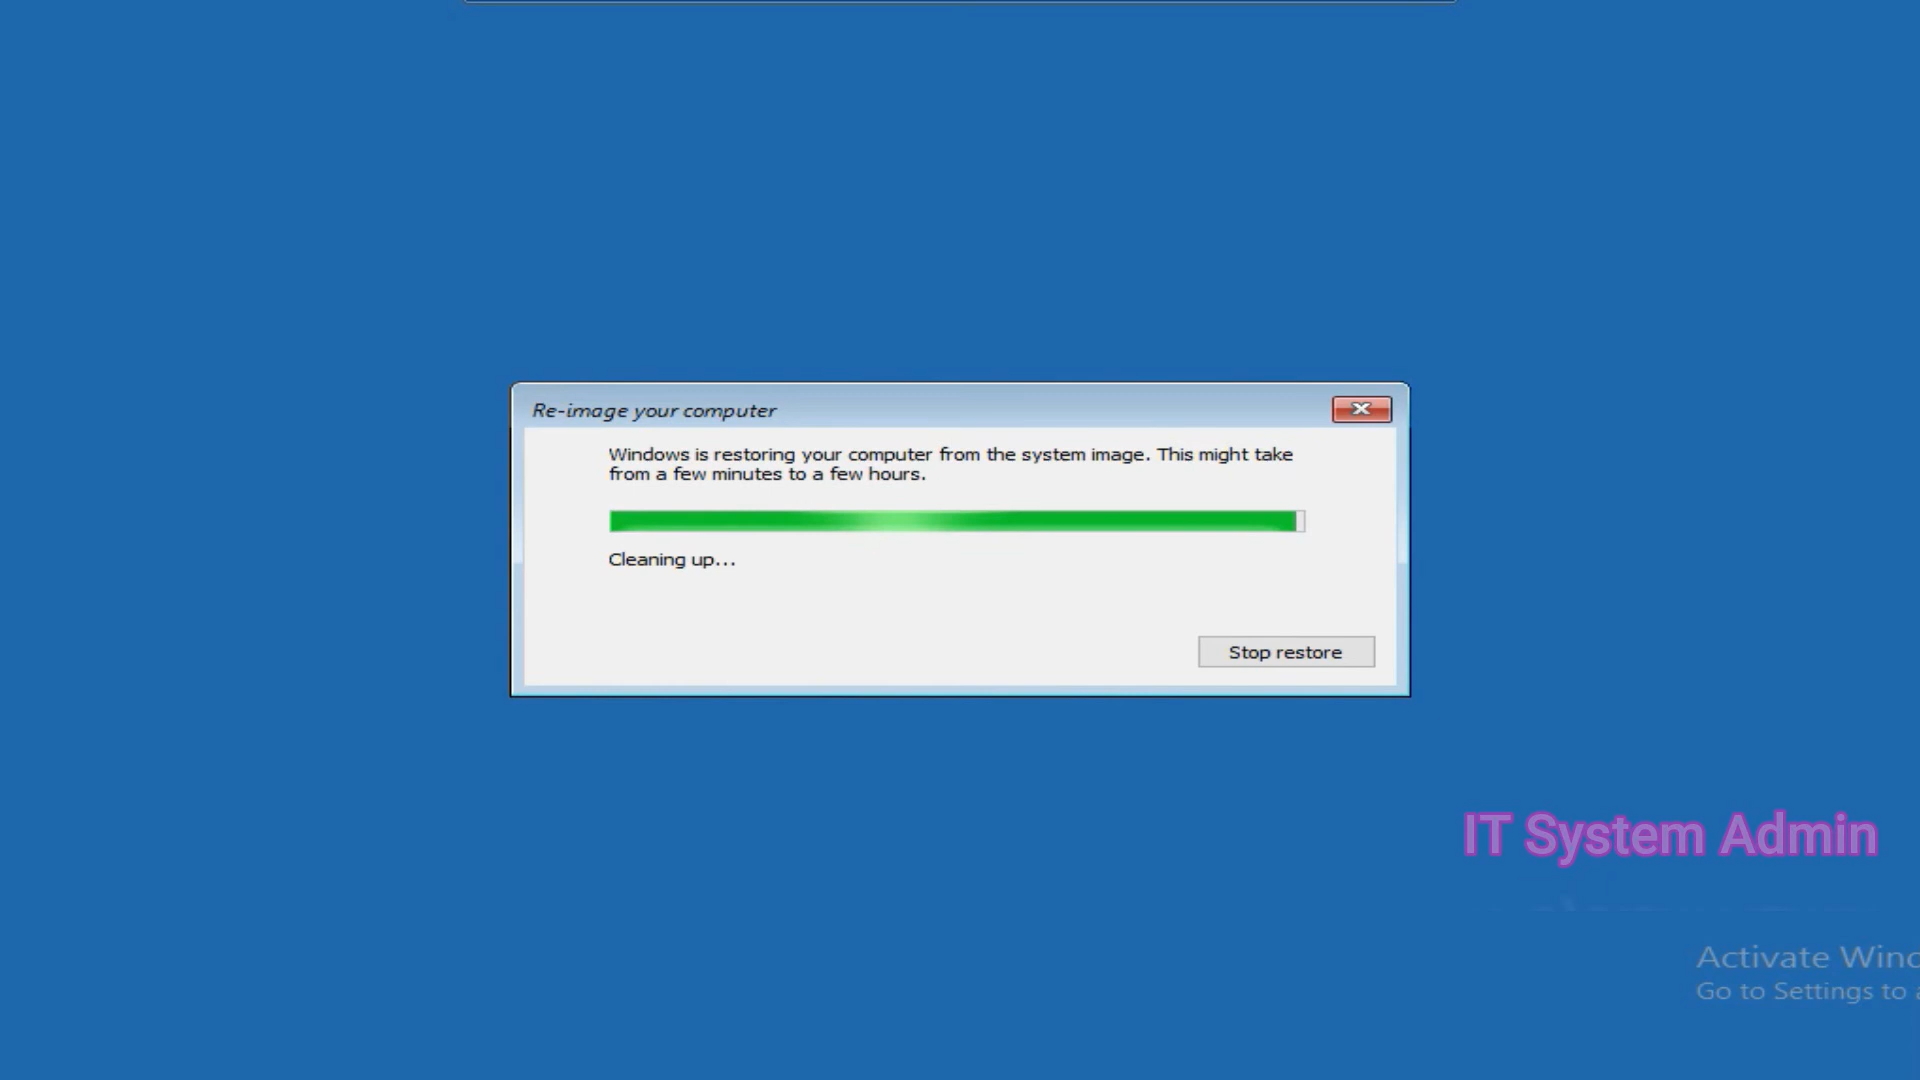 Re-image your computer
Windows is restoring your computer from the system image. This might take
from a few minutes to a few hours.
Cleaning up...
Stop restore
IT System Admin
Activate
Go to Settings to